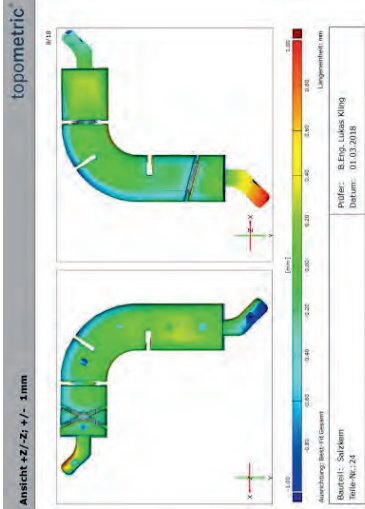 topometric®
Ansicht +Z/-Z; +/- 1mm
8/10
[mm]
-1.00 -0.80 -0.60 -0.40 -0.20 0.00 0.20 0.40 0.60 0.80 1.00
Ausrichtung: Best-Fit Gesamt
Längeneinheit: mm
Bauteil: Salzkern
Teile-Nr.: 24
Prüfer: B.Eng. Lukas Kling
Datum: 01.03.2018